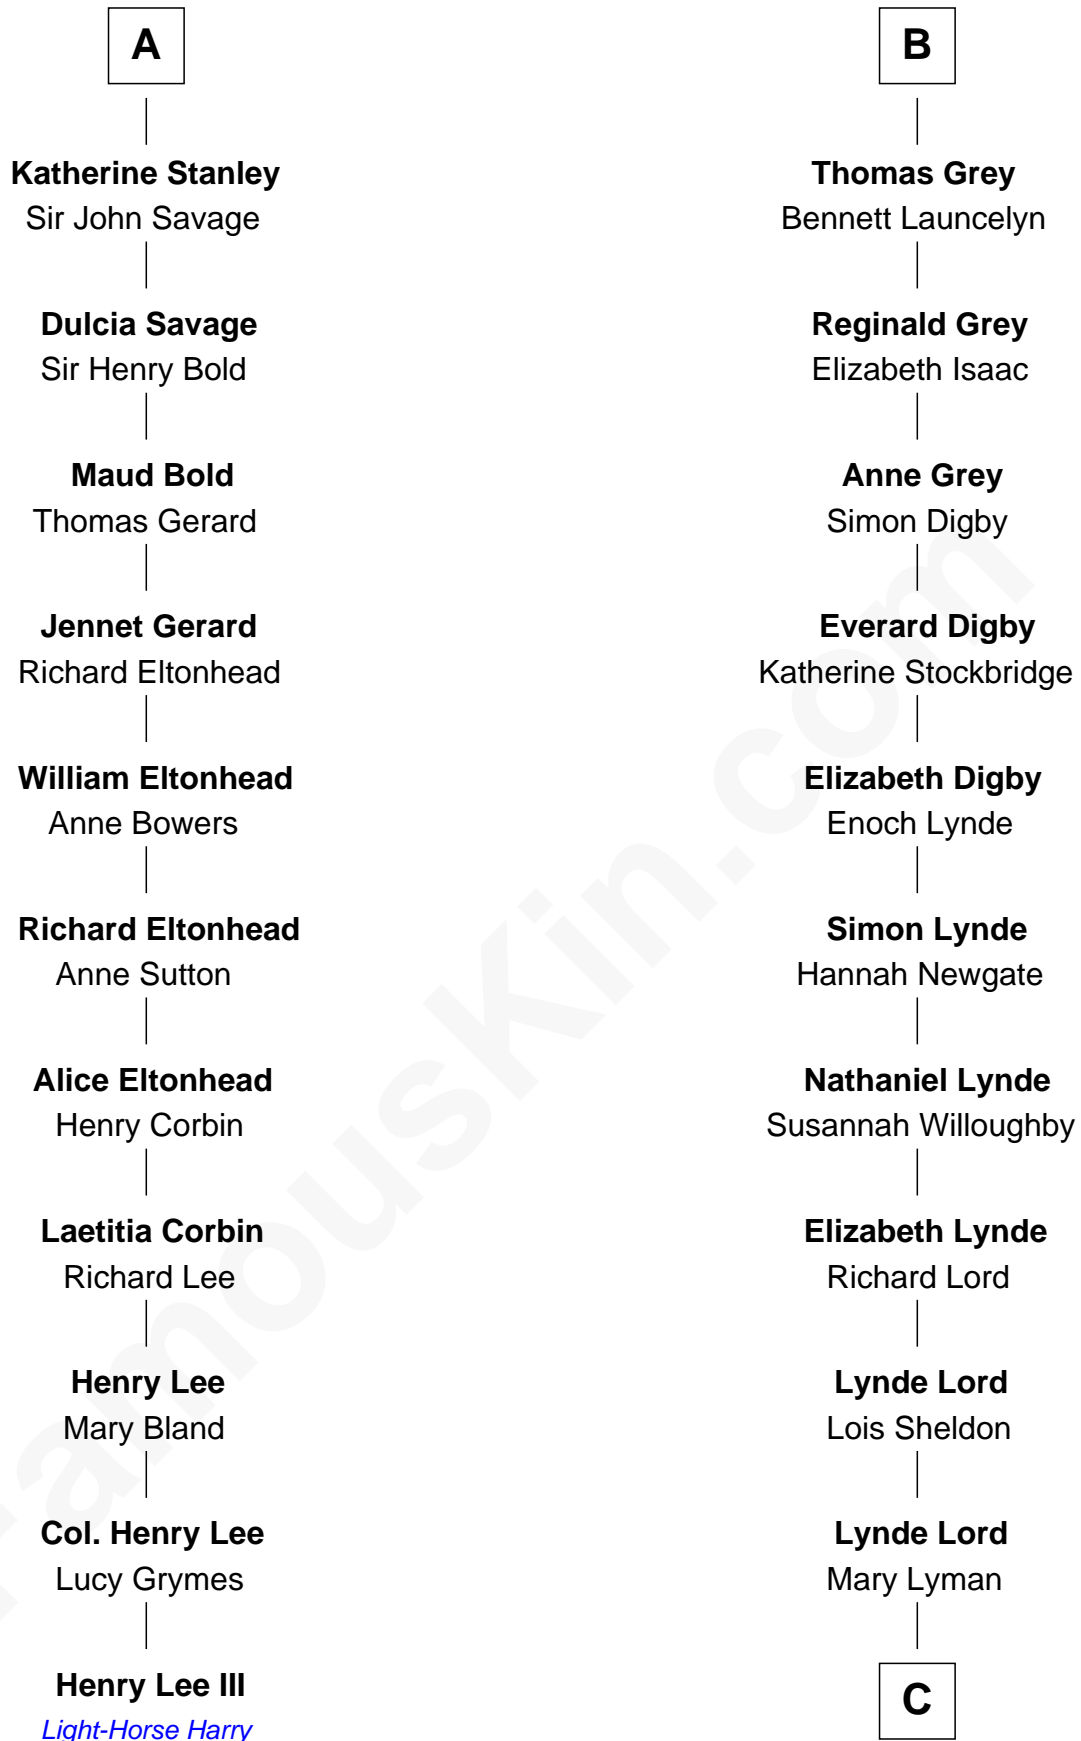 A
Katherine Stanley
Sir John Savage
Dulcia Savage
Sir Henry Bold
Maud Bold
Thomas Gerard
Jennet Gerard
Richard Eltonhead
William Eltonhead
Anne Bowers
Richard Eltonhead
Anne Sutton
Alice Eltonhead
Henry Corbin
Laetitia Corbin
Richard Lee
Henry Lee
Mary Bland
Col. Henry Lee
Lucy Grymes
Henry Lee III
Light-Horse Harry
B
Thomas Grey
Bennett Launcelyn
Reginald Grey
Elizabeth Isaac
Anne Grey
Simon Digby
Everard Digby
Katherine Stockbridge
Elizabeth Digby
Enoch Lynde
Simon Lynde
Hannah Newgate
Nathaniel Lynde
Susannah Willoughby
Elizabeth Lynde
Richard Lord
Lynde Lord
Lois Sheldon
Lynde Lord
Mary Lyman
C
FamousKin.com